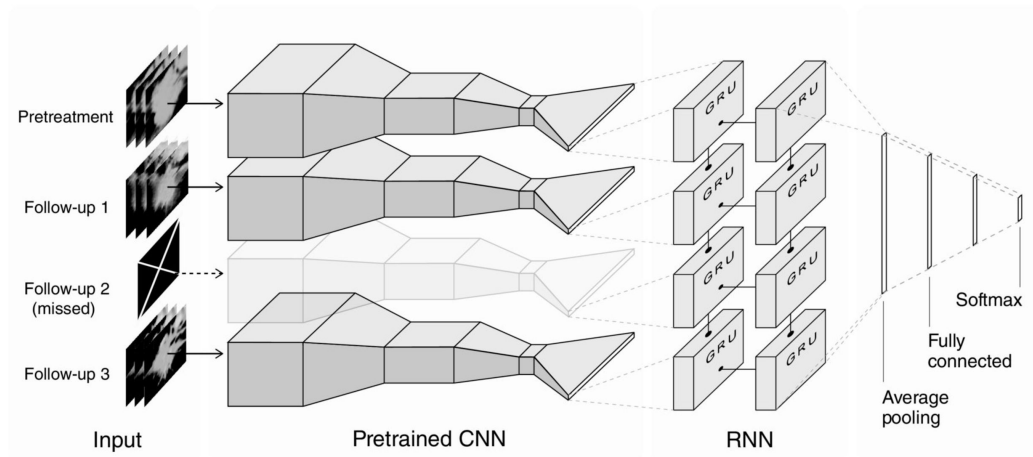 Pretreatment
Follow-up 1
Follow-up 2
(missed)
Follow-up 3
Input
Pretrained CNN
GRU
GRU
GRU
GRU
GRU
GRU
GRU
GRU
RNN
Average
pooling
Fully
connected
Softmax